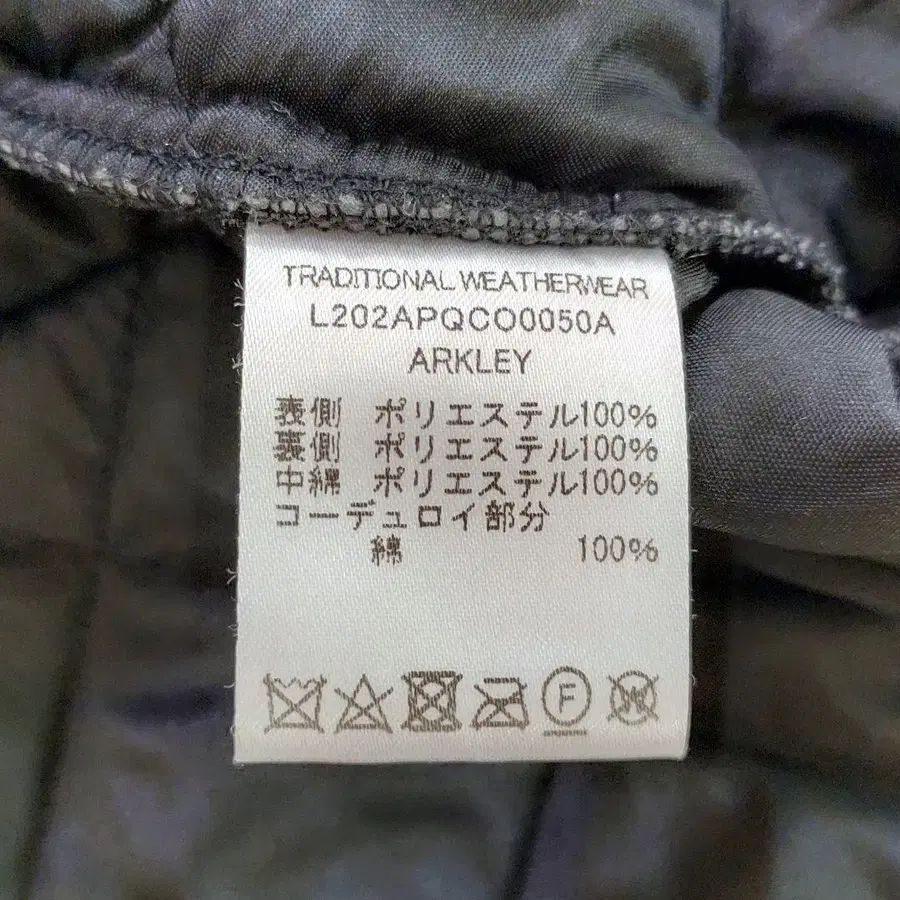 TRADITIONAL WEATHERWEAR
L202APQCO0050A
ARKLEY
表側 ポリエステル100%
裏側 ポリエステル100%
中綿 ポリエステル100%
コーデュロイ部分
綿 100%
F
W